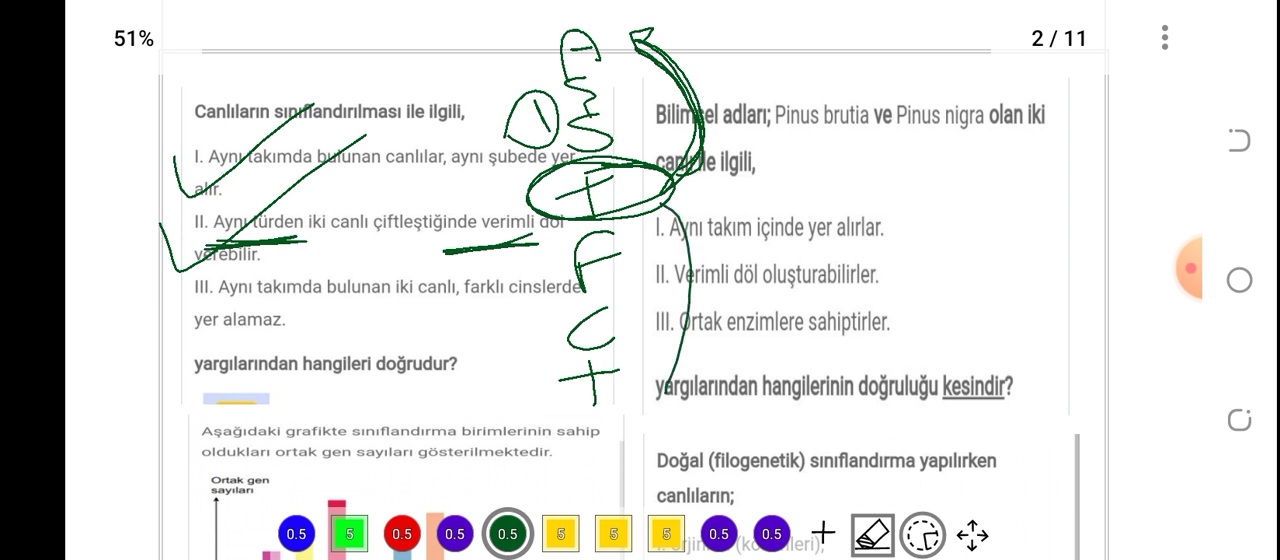 51%
2 / 11
Canlıların sınıflandırılması ile ilgili,
I. Aynı takımda bulunan canlılar, aynı şubede yer
alır.
II. Aynı türden iki canlı çiftleştiğinde verimli döl
verebilir.
III. Aynı takımda bulunan iki canlı, farklı cinslerde
yer alamaz.
yargılarından hangileri doğrudur?
Aşağıdaki grafikte sınıflandırma birimlerinin sahip
oldukları ortak gen sayıları gösterilmektedir.
Ortak gen
sayıları
Bilimsel adları; Pinus brutia ve Pinus nigra olan iki
canlı ile ilgili,
I. Aynı takım içinde yer alırlar.
II. Verimli döl oluşturabilirler.
III. Ortak enzimlere sahiptirler.
yargılarından hangilerinin doğruluğu kesindir?
Doğal (filogenetik) sınıflandırma yapılırken
canlıların;
0.5 5 0.5 0.5 0.5 5 5 5 0.5 0.5